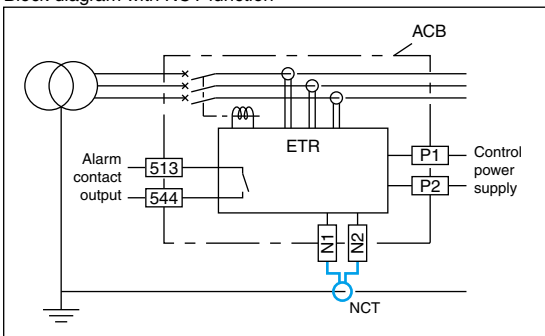 Block diagram with NCT function
ACB
ETR
Alarm
contact
output
513
544
P1
P2
Control
power
supply
N1
N2
NCT